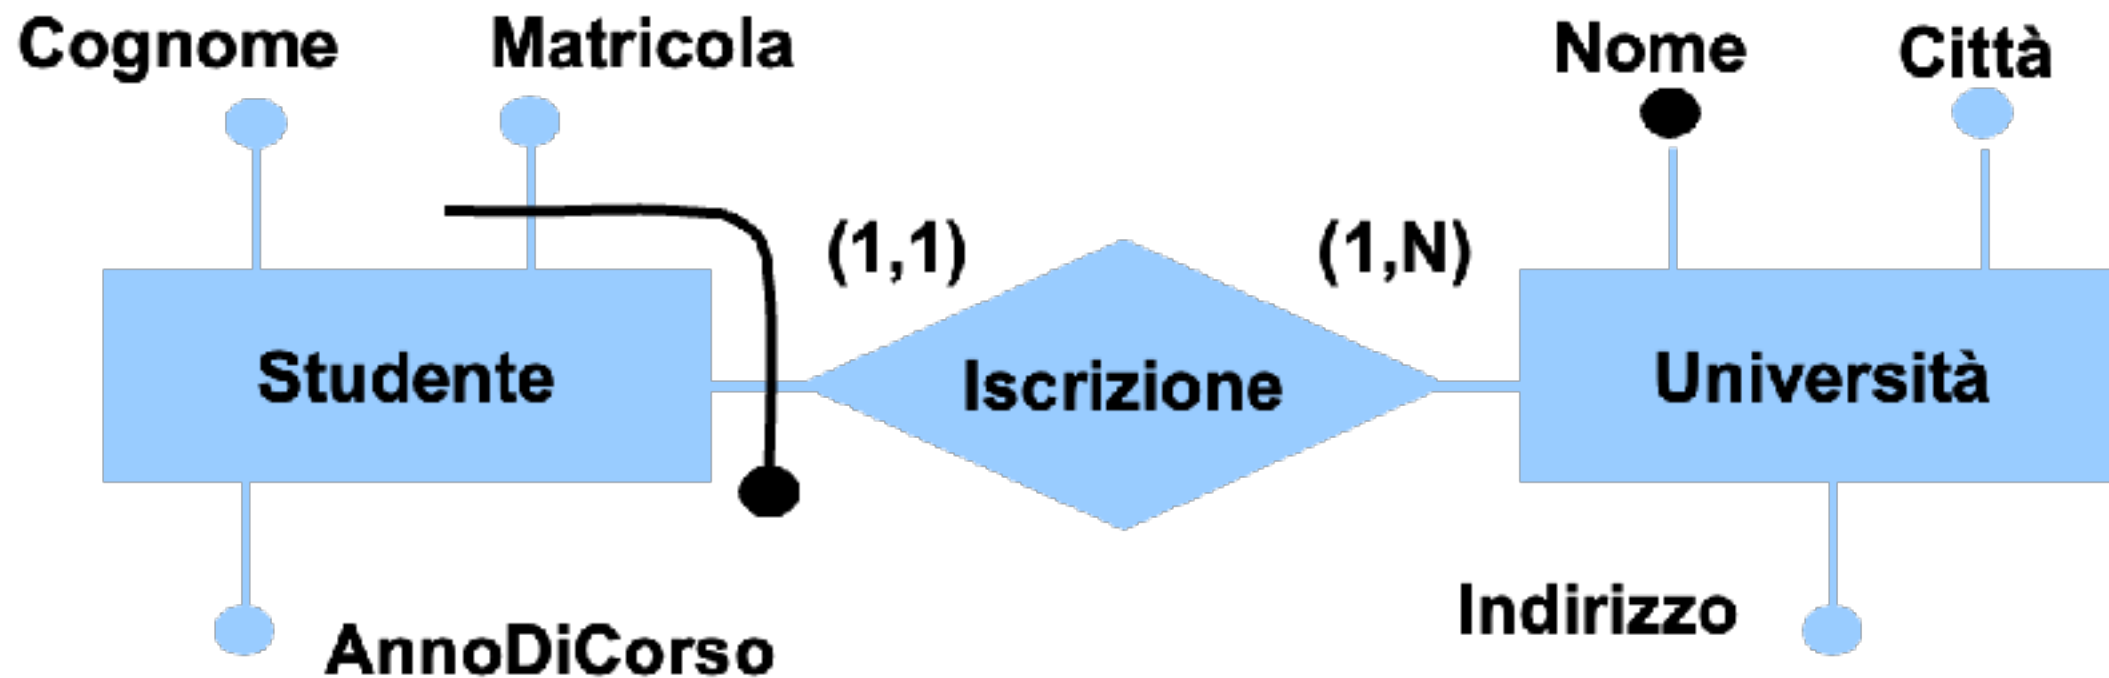 Cognome
Matricola
Nome
Città
(1,1)
(1,N)
Studente
Iscrizione
Università
AnnoDiCorso
Indirizzo